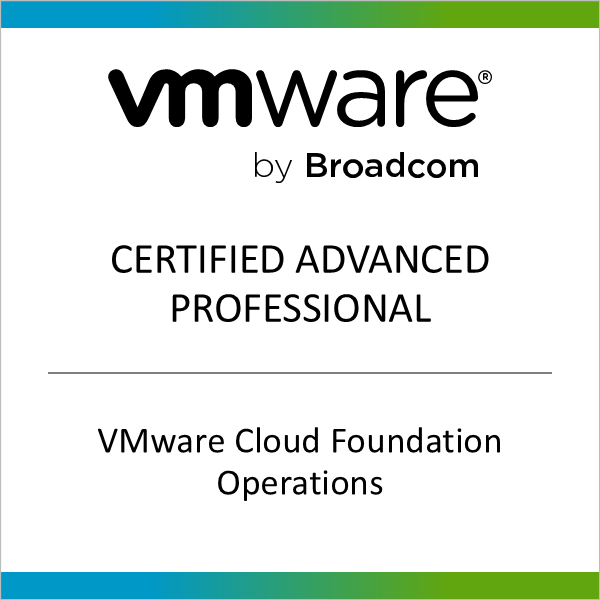 vmware®
by Broadcom
CERTIFIED ADVANCED
PROFESSIONAL
VMware Cloud Foundation
Operations